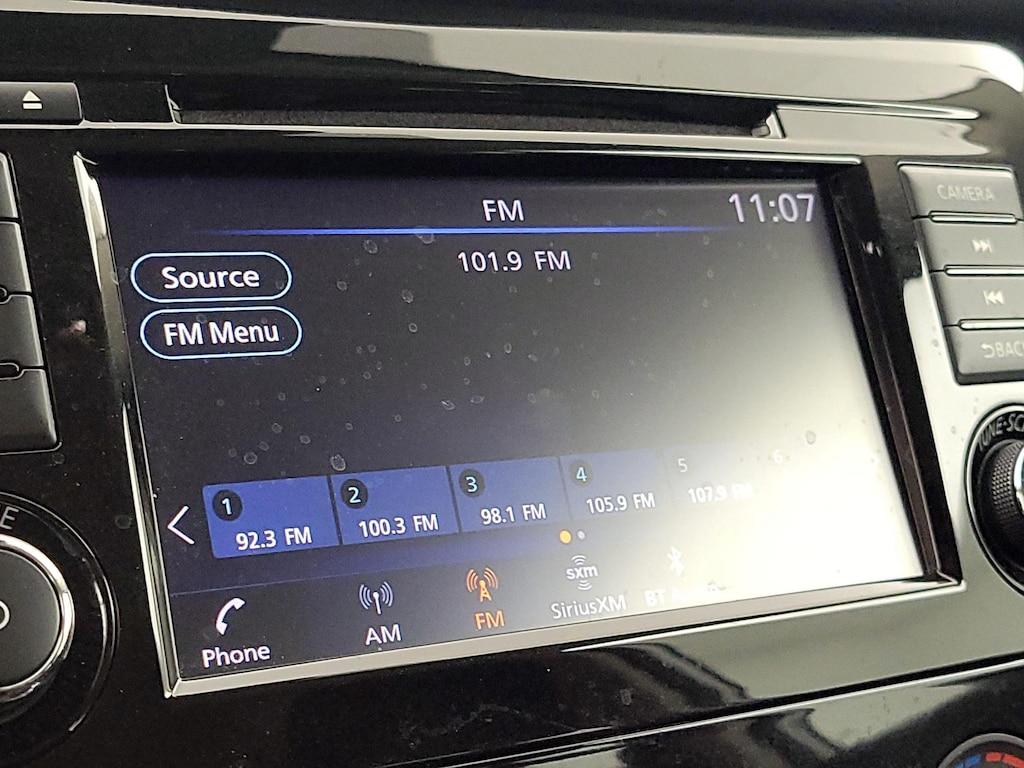 FM
11:07
101.9 FM
Source
FM Menu
1
92.3 FM
2
100.3 FM
3
98.1 FM
4
105.9 FM
5
107.9 FM
6
Phone
AM
FM
sxm
SiriusXM
BT
CAMERA
BACK